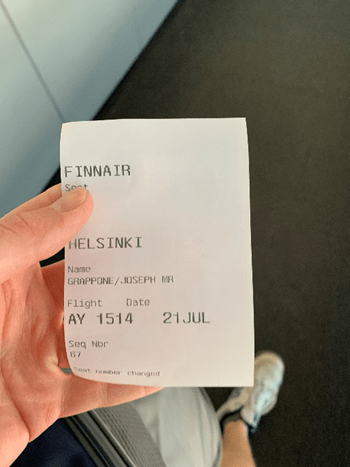 FINNAIR
Seat
HELSINKI
Name
GRAPPONE/JOSEPH MR
Flight Date
AY 1514 21JUL
Seq Nbr
67
Seat number changed